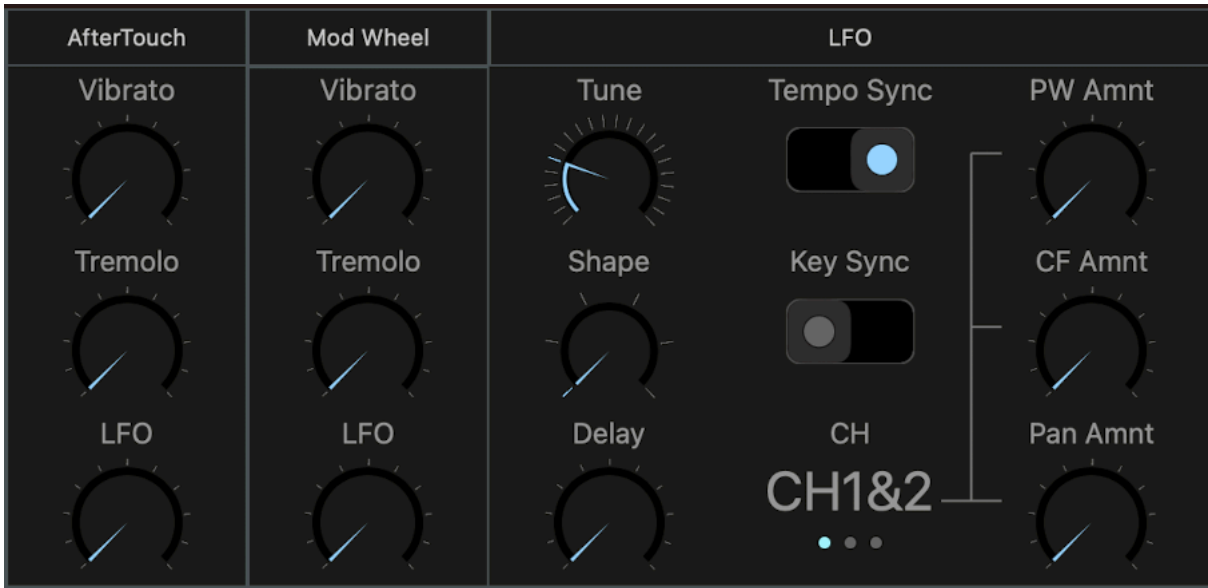 AfterTouch
Mod Wheel
LFO
Vibrato
Vibrato
Tune
Tempo Sync
PW Amnt
Tremolo
Tremolo
Shape
Key Sync
CF Amnt
LFO
LFO
Delay
CH
Pan Amnt
CH1&2